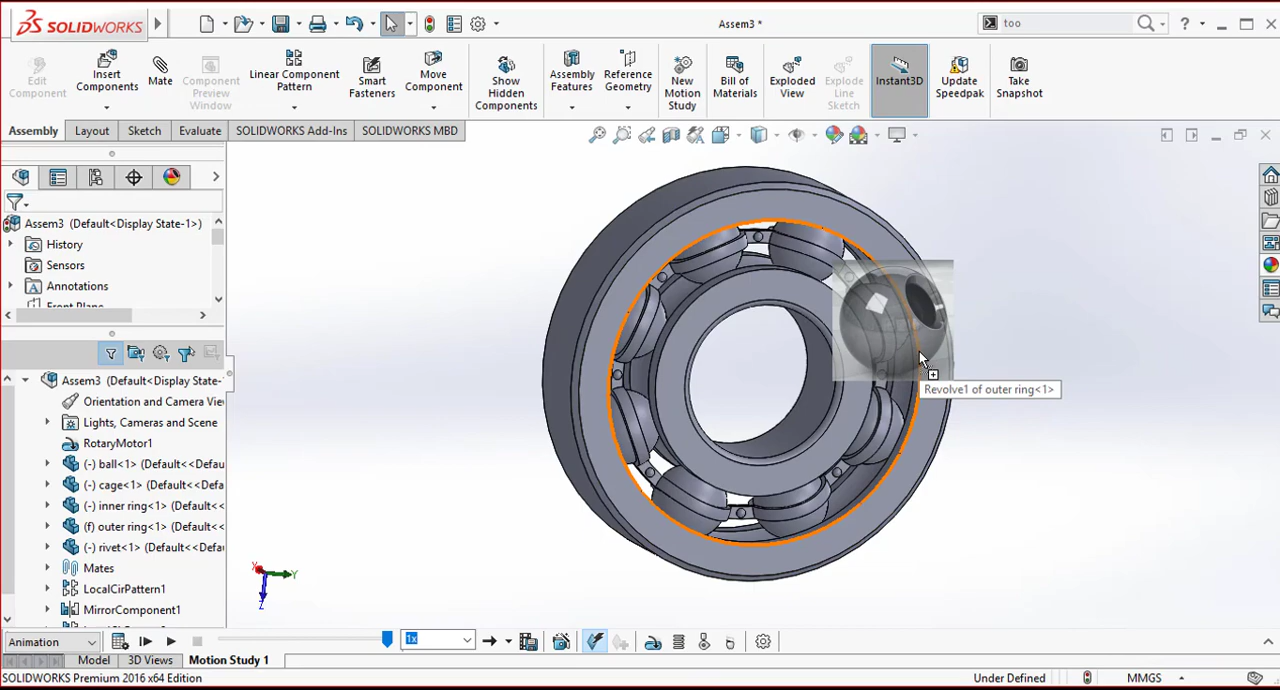 SOLIDWORKS
Assem3 *
too
?
Edit Component
Insert Components
Mate
Component Preview Window
Linear Component Pattern
Smart Fasteners
Move Component
Show Hidden Components
Assembly Features
Reference Geometry
New Motion Study
Bill of Materials
Exploded View
Explode Line Sketch
Instant3D
Update Speedpak
Take Snapshot
Assembly Layout Sketch Evaluate SOLIDWORKS Add-Ins SOLIDWORKS MBD
Assem3 (Default<Display State-1>)
History
Sensors
Annotations
Front Plane
Assem3 (Default<Display State-
Orientation and Camera Vie
Lights, Cameras and Scene
RotaryMotor1
(-) ball<1> (Default<<Defau
(-) cage<1> (Default<<Defa
(-) inner ring<1> (Default<
(f) outer ring<1> (Default<
(-) rivet<1> (Default<<Defa
Mates
LocalCirPattern1
MirrorComponent1
Revolve1 of outer ring<1>
X
Y
Z
Animation
1x
Model 3D Views Motion Study 1
SOLIDWORKS Premium 2016 x64 Edition
Under Defined
MMGS